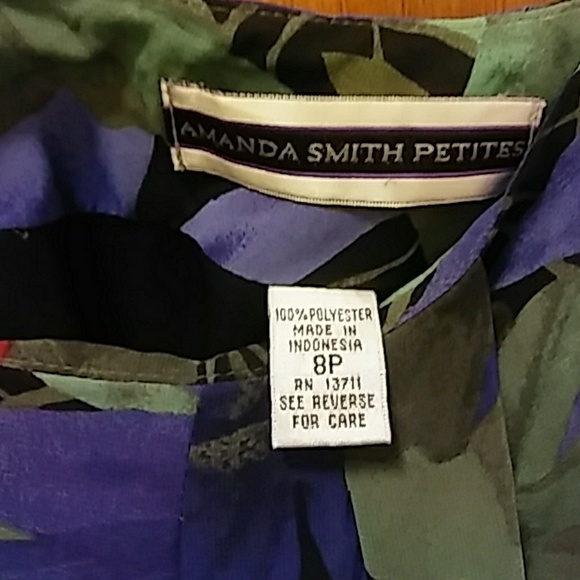 AMANDA SMITH PETITES
100% POLYESTER
MADE IN
INDONESIA
8P
RN 13711
SEE REVERSE
FOR CARE